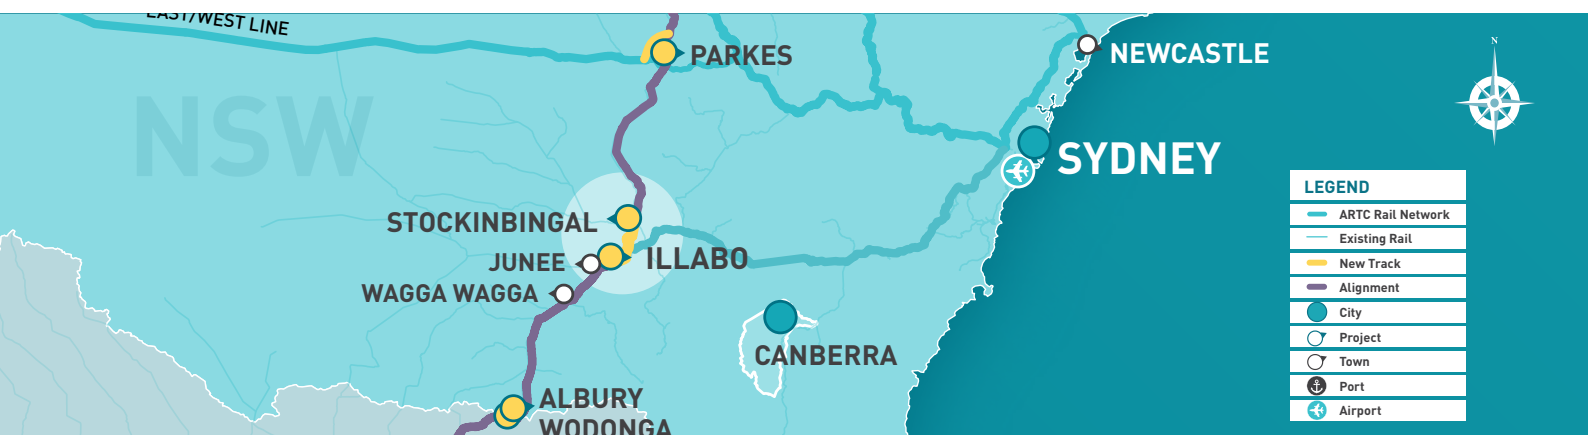 EAST/WEST LINE
PARKES
NEWCASTLE
N
NSW
SYDNEY
STOCKINBINGAL
ILLABO
JUNEE
WAGGA WAGGA
CANBERRA
ALBURY
WODONGA
LEGEND
ARTC Rail Network
Existing Rail
New Track
Alignment
City
Project
Town
Port
Airport